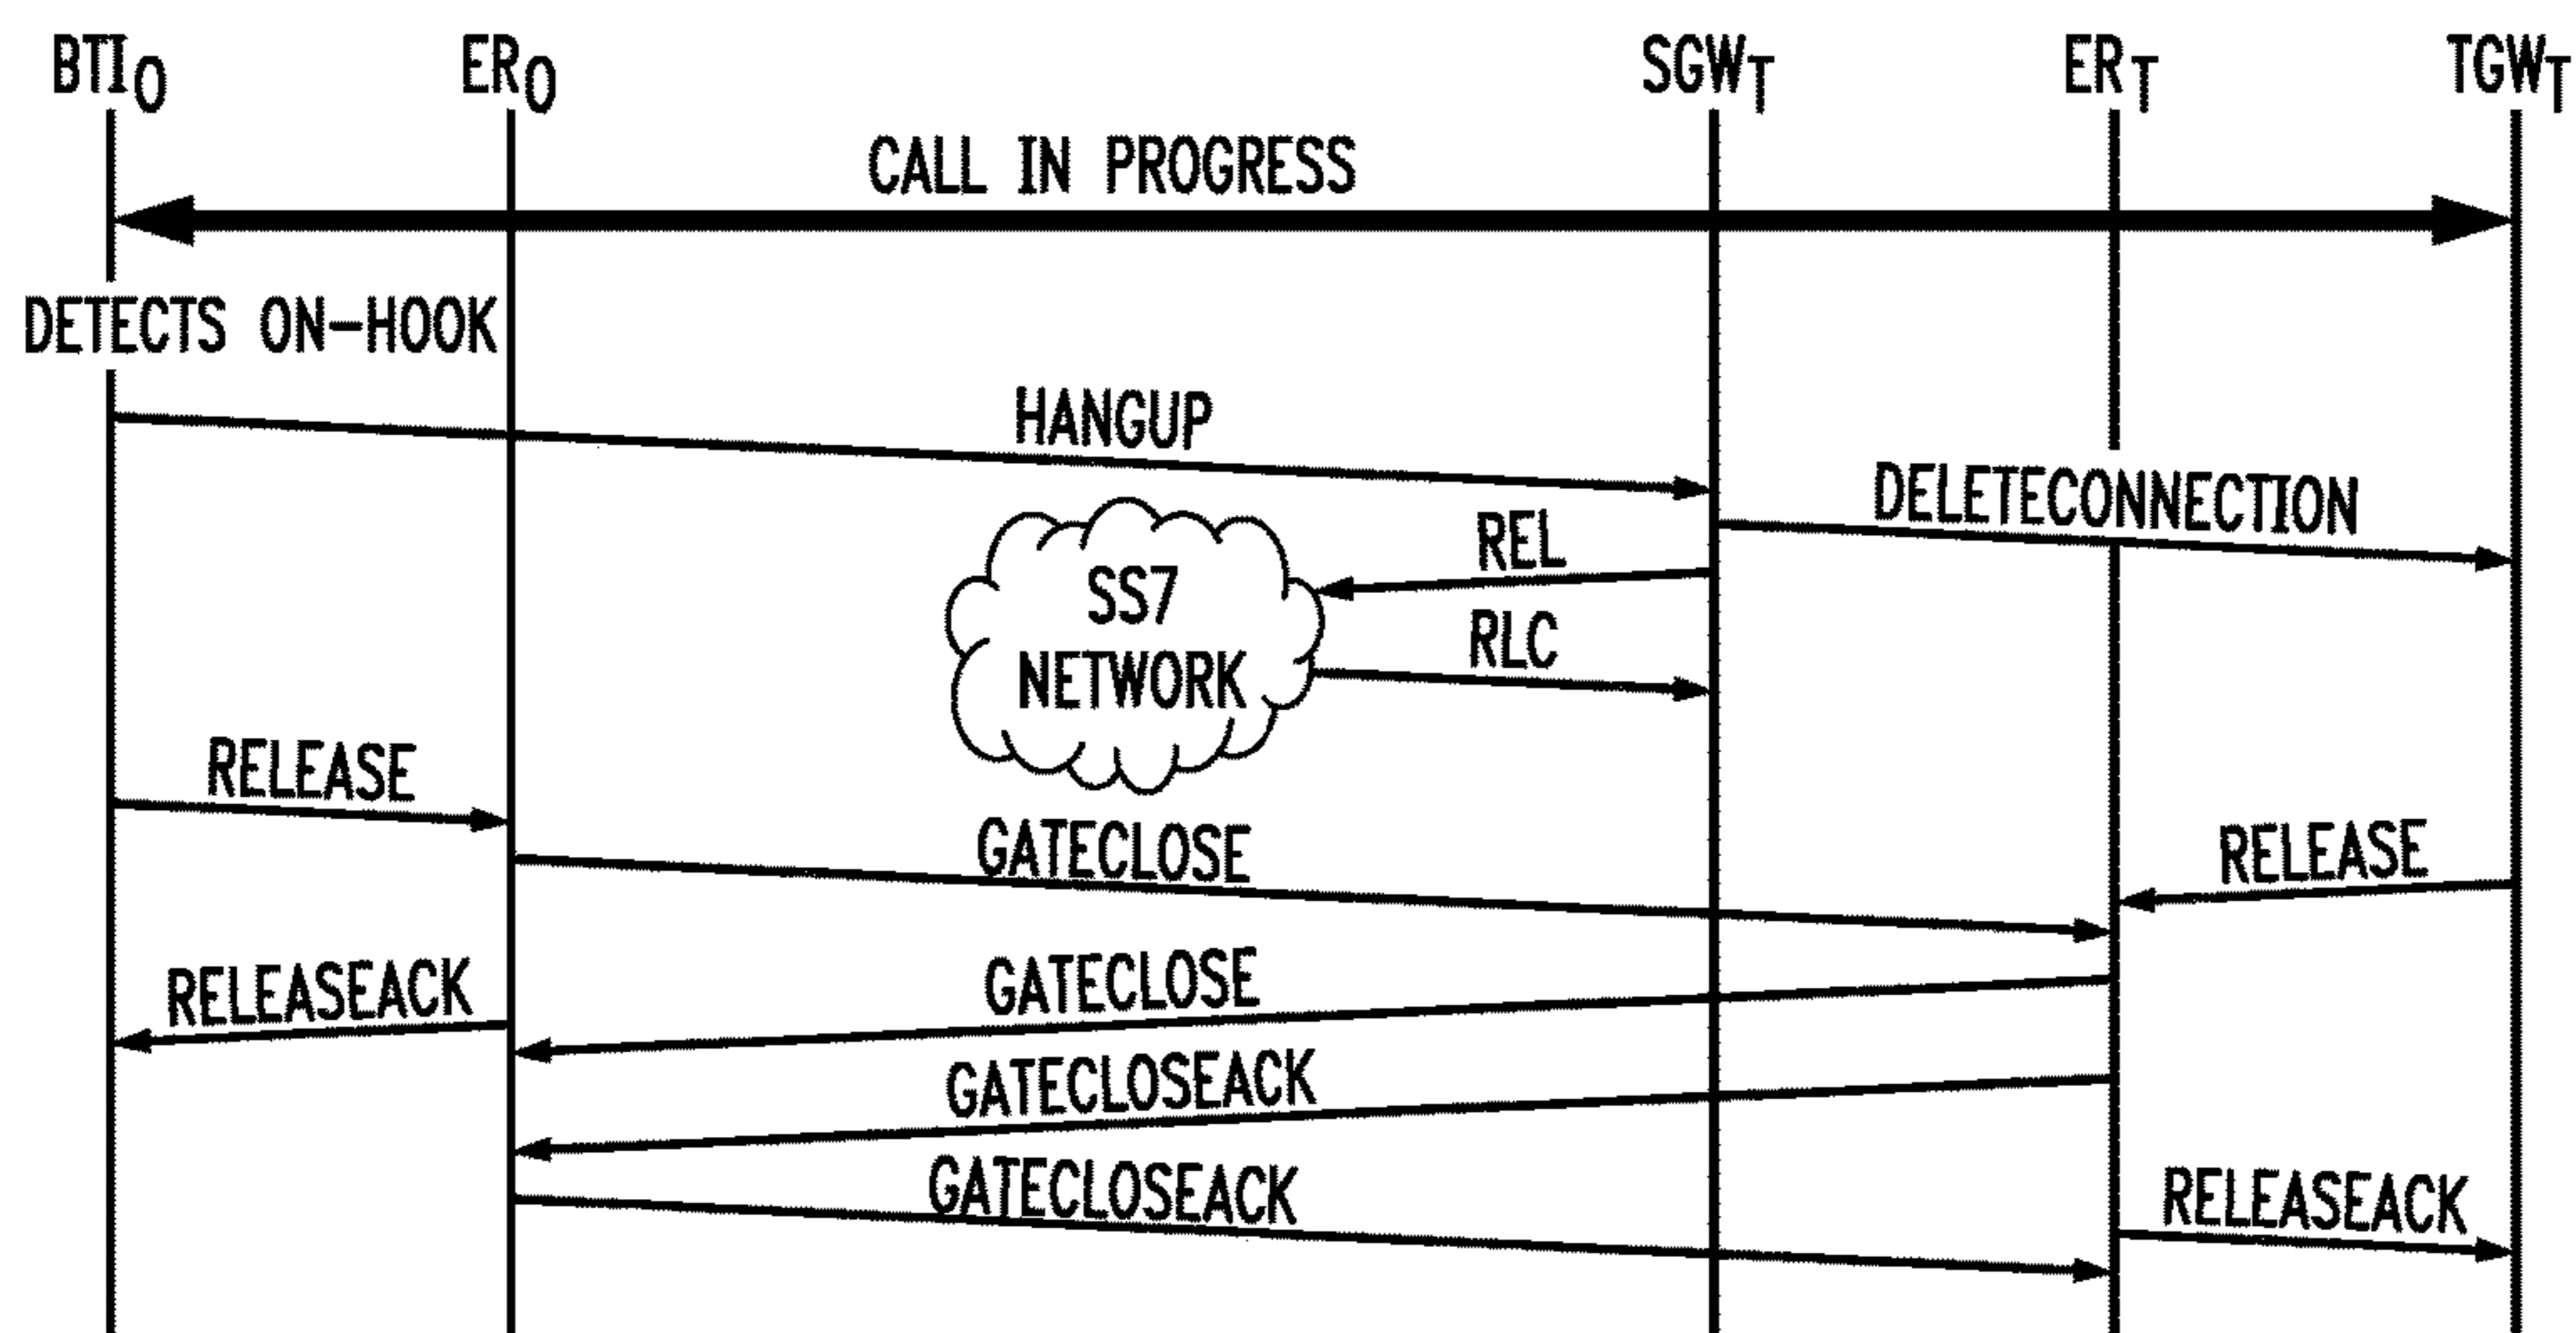 BTIO ERO SGWT ERT TGWT
CALL IN PROGRESS
DETECTS ON-HOOK
HANGUP
DELETECONNECTION
REL
SS7
NETWORK
RLC
RELEASE
GATECLOSE
RELEASE
GATECLOSE
RELEASEACK
GATECLOSEACK
GATECLOSEACK
RELEASEACK